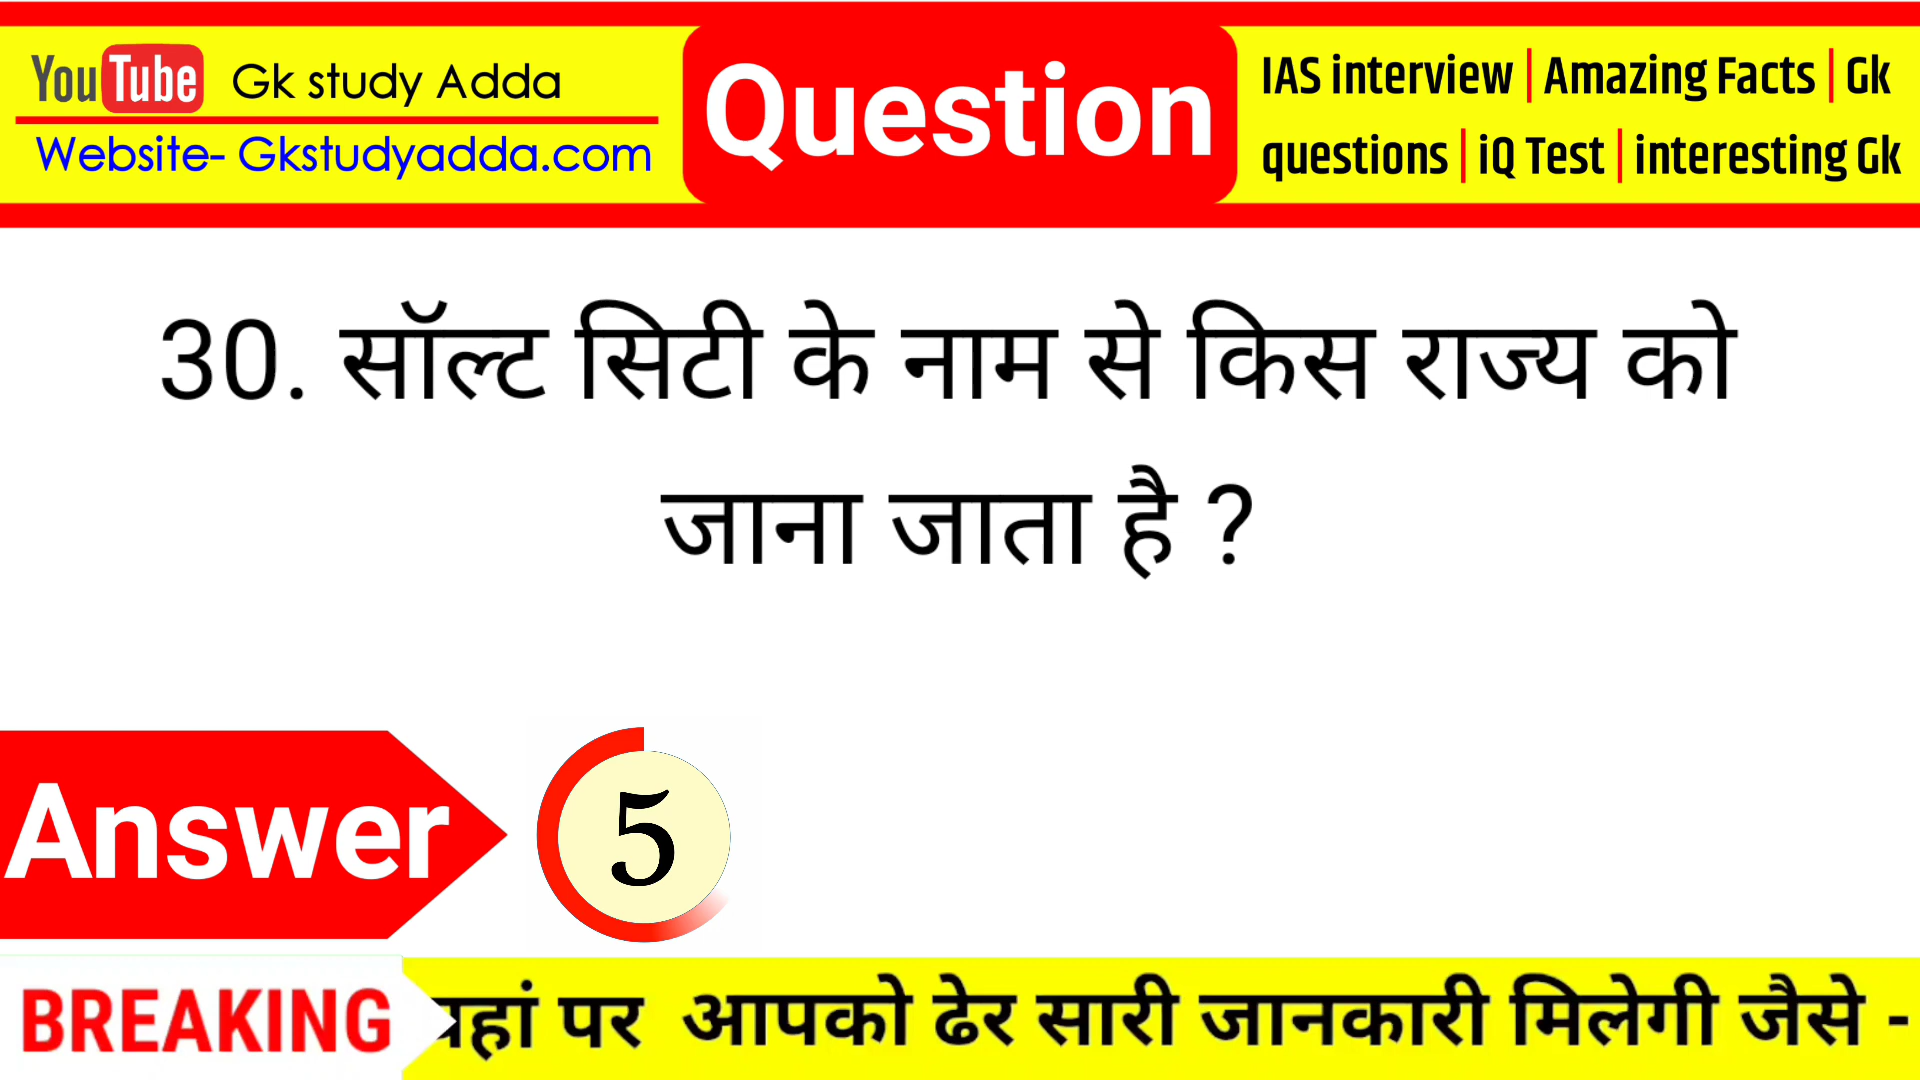 YouTube Gk study Adda
Website- Gkstudyadda.com
Question
IAS interview | Amazing Facts | Gk
questions | iQ Test | interesting Gk
30. सॉल्ट सिटी के नाम से किस राज्य को
जाना जाता है ?
Answer
5
BREAKING
पर आपको ढेर सारी जानकारी मिलेगी जैसे -